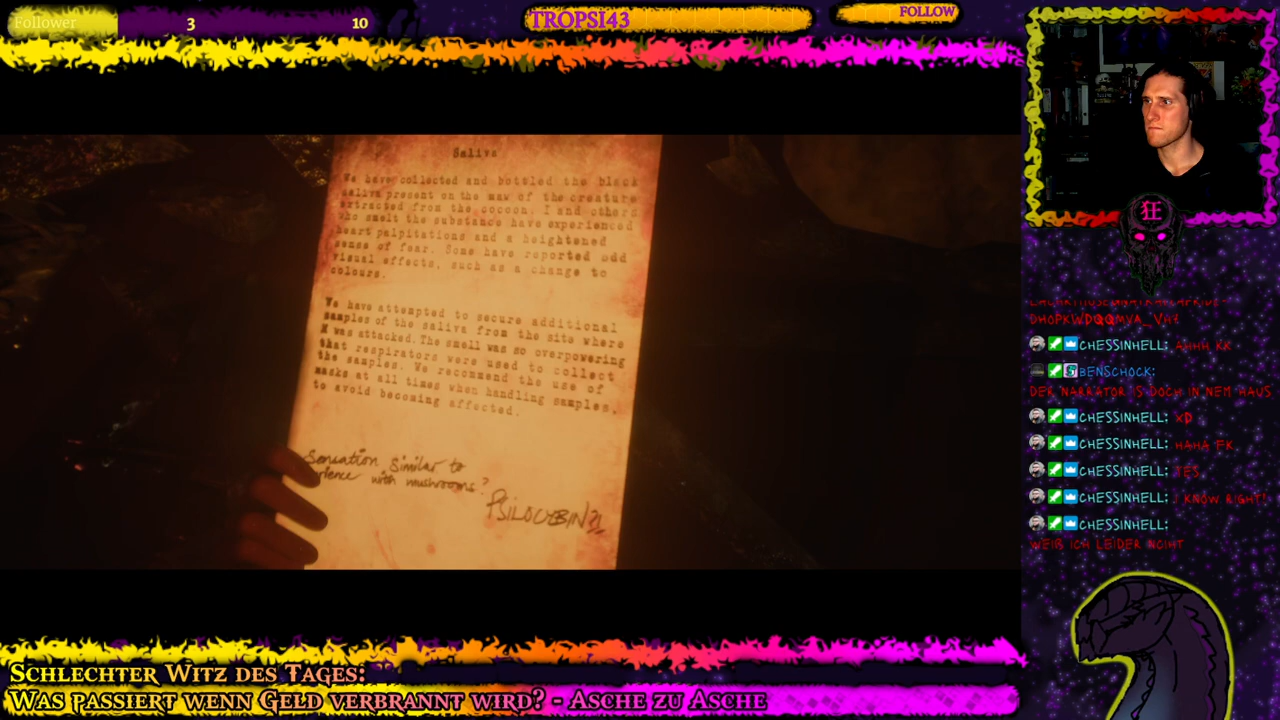 Follower
3
10
TROPSI43
FOLLOW
Saliva
We have collected and bottled the black
saliva present on the maw of the creature
extracted from the cocoon. I and others
who smelt the substance have experienced
heart palpitations and a heightened
sense of fear. Some have reported odd
visual effects, such as a change to
colours.
We have attempted to secure additional
samples of the saliva from the site where
X was attacked. The smell was so overpowering
that respirators were used to collect
the samples. We recommend the use of
masks at all times when handling samples,
to avoid becoming affected.
Sensation similar to
with mushrooms?
PSILOCYBIN?!
狂
CHESSINHELL: AHHH KK
BENSCHOCK:
DER NARRATOR IS DOCH IN NEM HAUS
CHESSINHELL: XD
CHESSINHELL: HAHA FK
CHESSINHELL: YES
CHESSINHELL: I KNOW RIGHT!
CHESSINHELL:
WEIß ICH LEIDER NCIHT
SCHLECHTER WITZ DES TAGES:
WAS PASSIERT WENN GELD VERBRANNT WIRD? - ASCHE ZU ASCHE